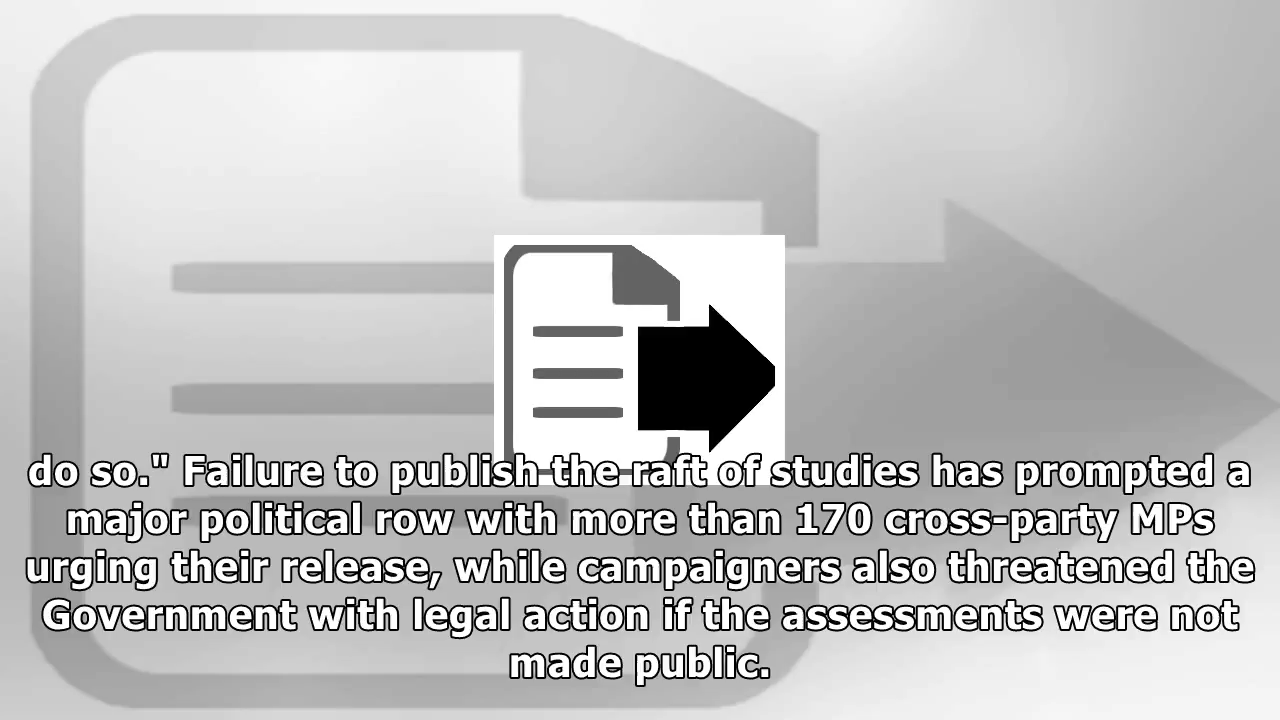 do so." Failure to publish the raft of studies has prompted a
major political row with more than 170 cross-party MPs
urging their release, while campaigners also threatened the
Government with legal action if the assessments were not
made public.